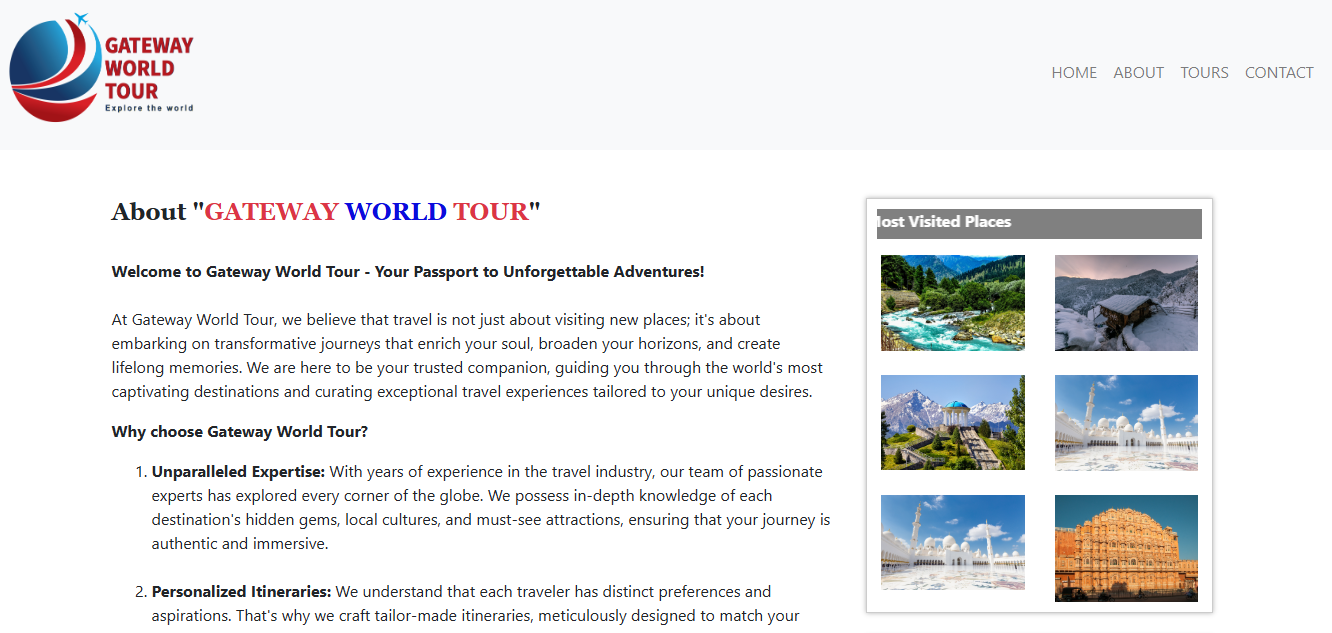 GATEWAY
WORLD
TOUR
Explore the world
HOME ABOUT TOURS CONTACT
About "GATEWAY WORLD TOUR"
Welcome to Gateway World Tour - Your Passport to Unforgettable Adventures!
At Gateway World Tour, we believe that travel is not just about visiting new places; it's about
embarking on transformative journeys that enrich your soul, broaden your horizons, and create
lifelong memories. We are here to be your trusted companion, guiding you through the world's most
captivating destinations and curating exceptional travel experiences tailored to your unique desires.
Why choose Gateway World Tour?
1. Unparalleled Expertise: With years of experience in the travel industry, our team of passionate
experts has explored every corner of the globe. We possess in-depth knowledge of each
destination's hidden gems, local cultures, and must-see attractions, ensuring that your journey is
authentic and immersive.
2. Personalized Itineraries: We understand that each traveler has distinct preferences and
aspirations. That's why we craft tailor-made itineraries, meticulously designed to match your
ost Visited Places